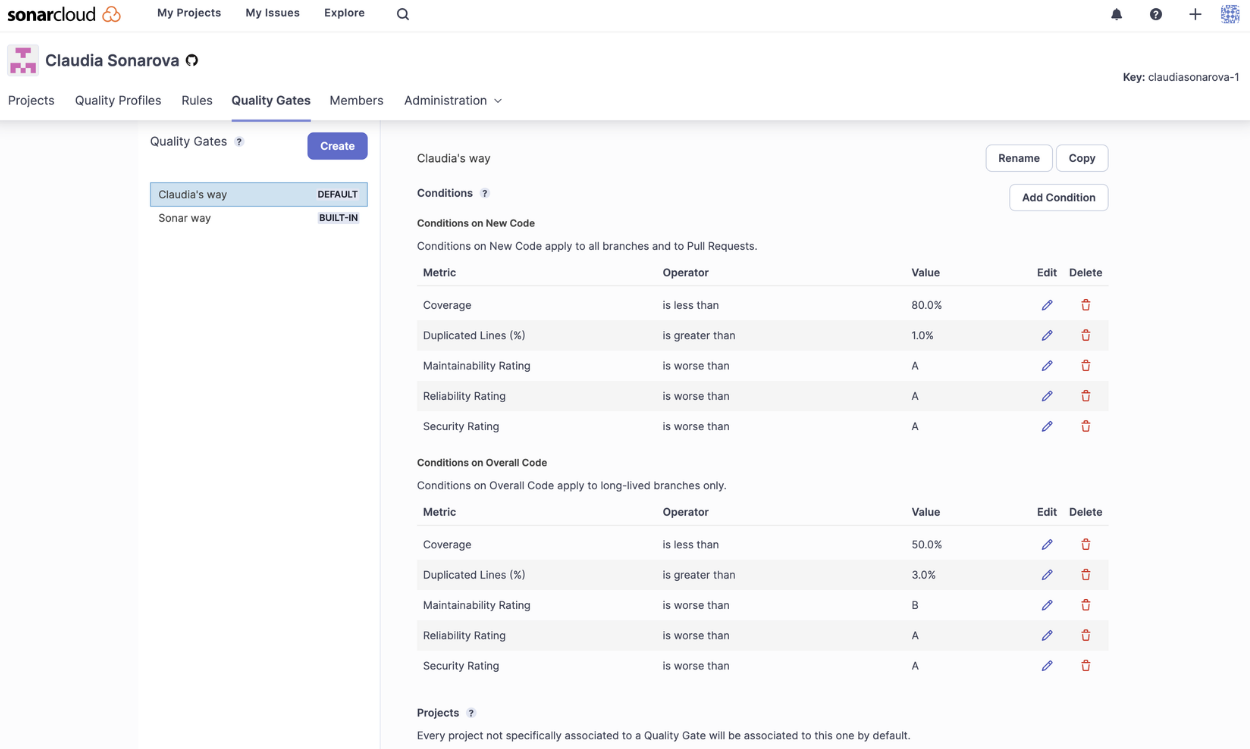 sonarcloud My Projects My Issues Explore
Claudia Sonarova
Key: claudiasonarova-1
Projects Quality Profiles Rules Quality Gates Members Administration
Quality Gates ? Create
Claudia's way DEFAULT
Sonar way BUILT-IN
Claudia's way Rename Copy
Conditions ? Add Condition
Conditions on New Code
Conditions on New Code apply to all branches and to Pull Requests.
Metric Operator Value Edit Delete
Coverage is less than 80.0%
Duplicated Lines (%) is greater than 1.0%
Maintainability Rating is worse than A
Reliability Rating is worse than A
Security Rating is worse than A
Conditions on Overall Code
Conditions on Overall Code apply to long-lived branches only.
Metric Operator Value Edit Delete
Coverage is less than 50.0%
Duplicated Lines (%) is greater than 3.0%
Maintainability Rating is worse than B
Reliability Rating is worse than A
Security Rating is worse than A
Projects ?
Every project not specifically associated to a Quality Gate will be associated to this one by default.